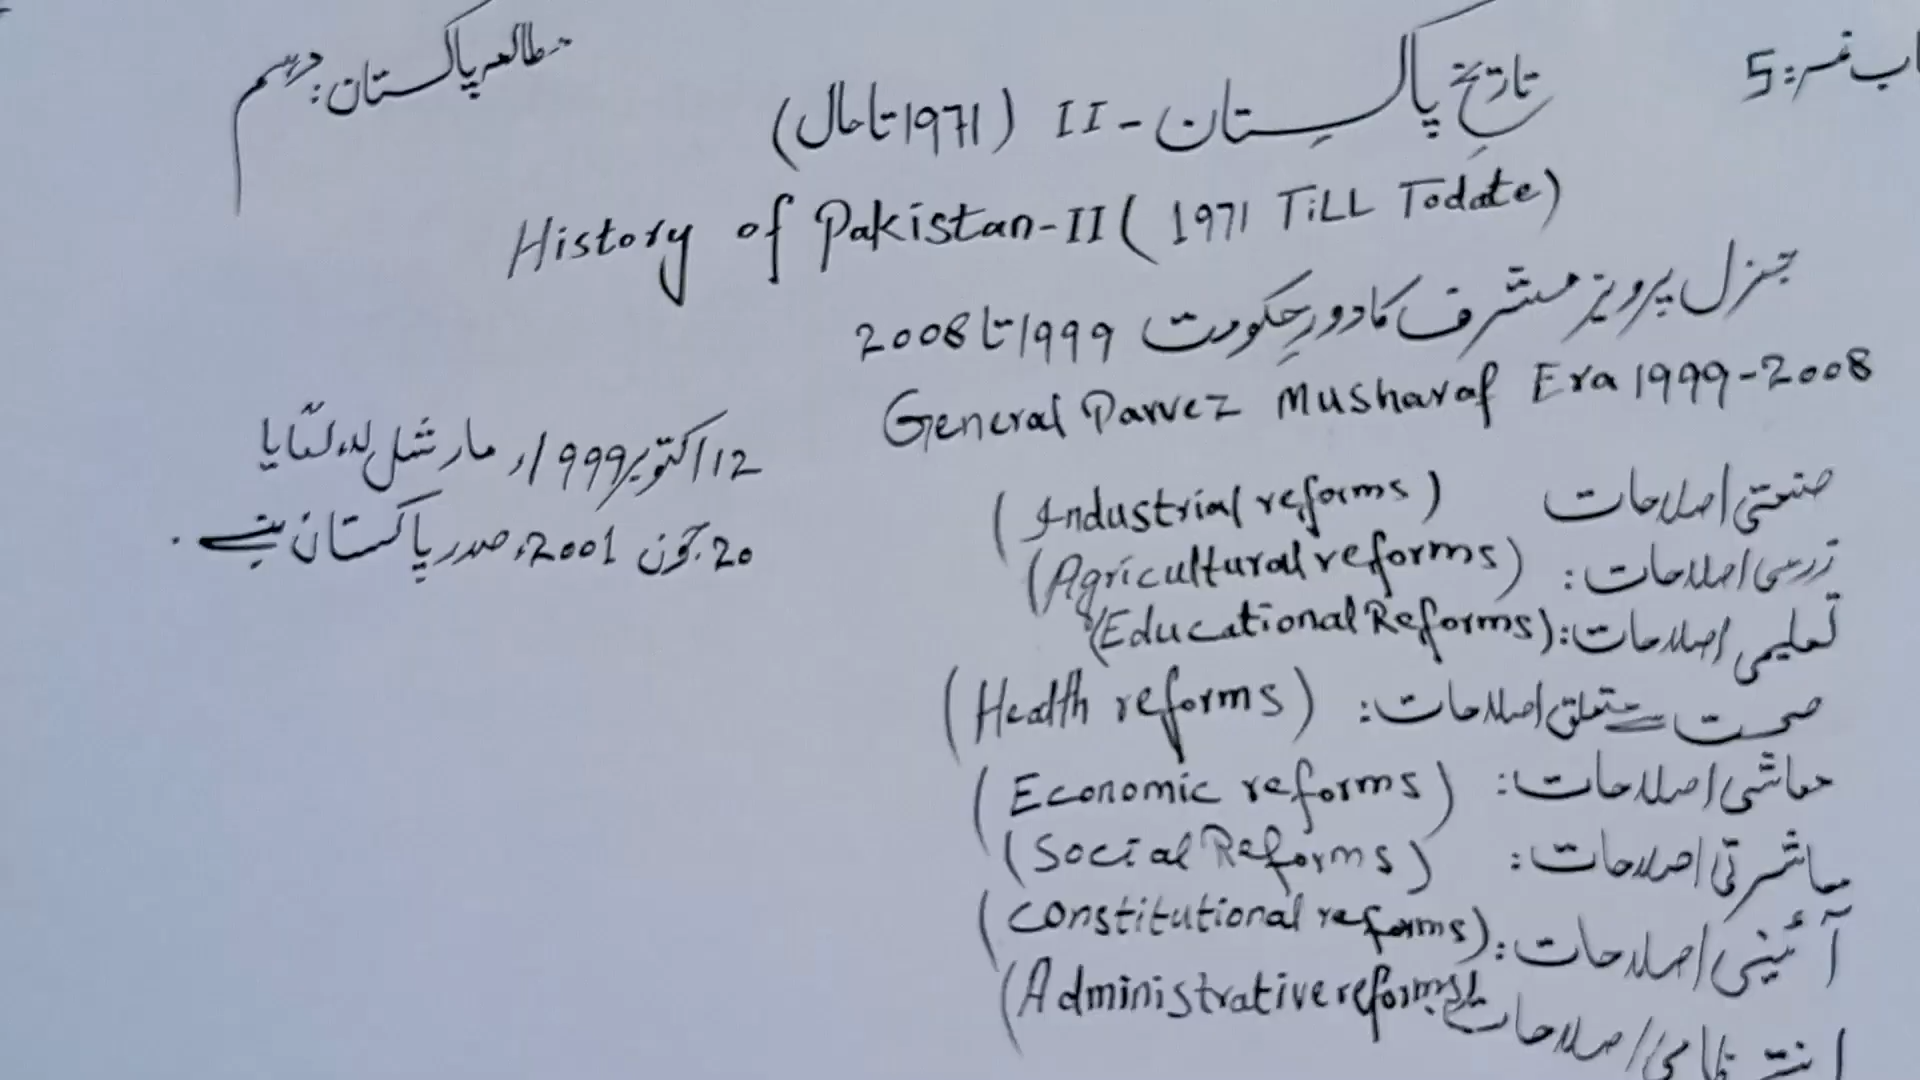 باب نمبر: 5
مطالعہ پاکستان: دہم
تاریخ پاکستان - II (1971 تا حال)
History of Pakistan-II ( 1971 TiLL Todate)
جنرل پرویز مشرف کا دورِ حکومت 1999 تا 2008
General Parvez Musharaf Era 1999-2008
12 اکتوبر 1999ء مارشل لاء لگایا
20 جون 2001ء صدر پاکستان بنے۔
صنعتی اصلاحات (Industrial reforms)
زرعی اصلاحات: (Agricultural reforms)
تعلیمی اصلاحات: (Educational Reforms)
صحت سے متعلق اصلاحات: (Health reforms)
معاشی اصلاحات: (Economic reforms)
معاشرتی اصلاحات: (Social Reforms)
آئینی اصلاحات: (constitutional reforms)
انتظامی اصلاحات (Administrative reforms)